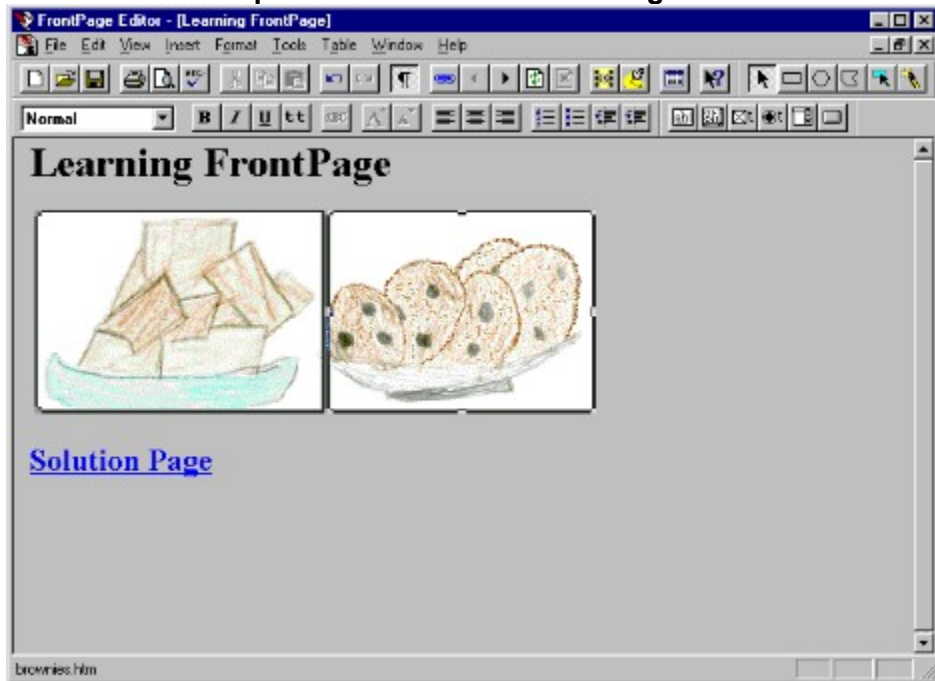 FrontPage Editor - [Learning FrontPage]
File Edit View Insert Format Tools Table Window Help
Normal B I U tt
Learning FrontPage
Solution Page
brownies.htm